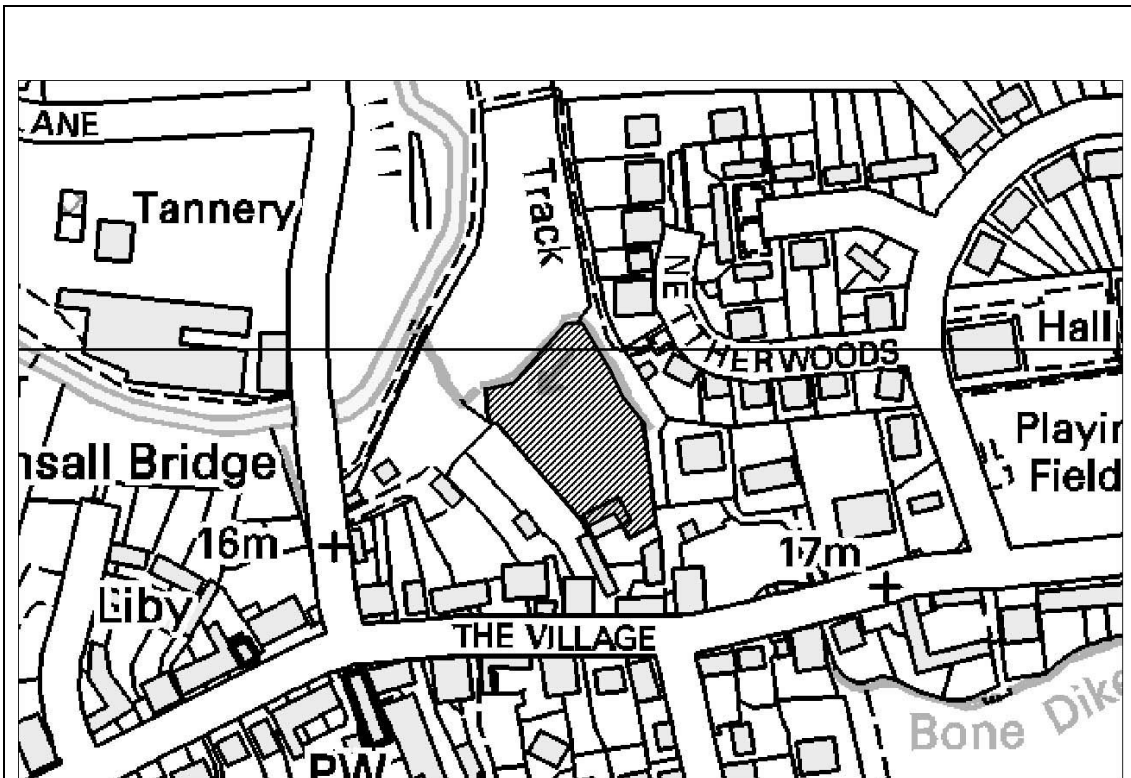 ANE
Tannery
Track
NETHERWOODS
Hall
nsall Bridge
Playin
Field
16m
17m
Liby
THE VILLAGE
Bone Dike
PW